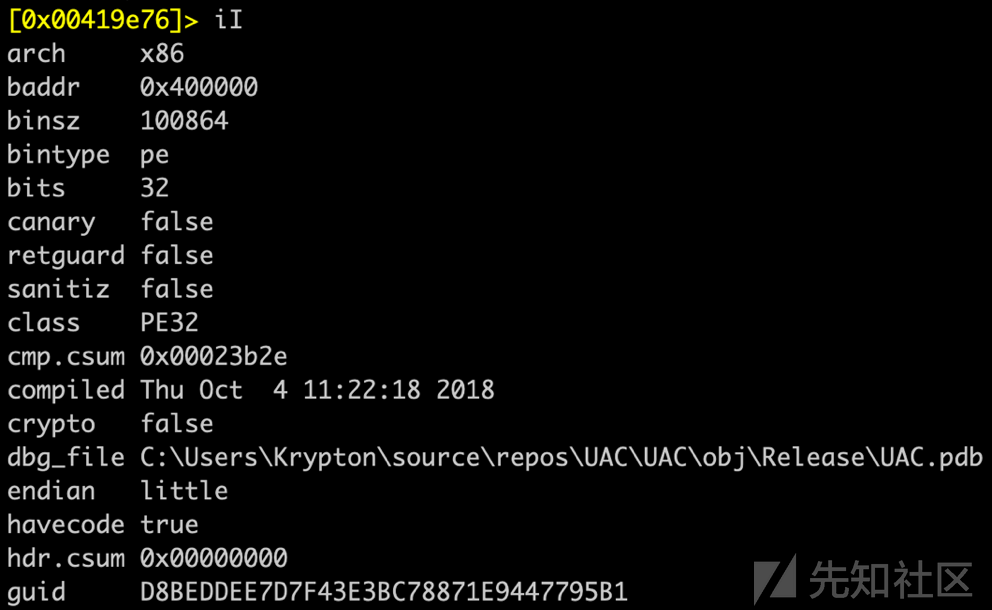 [0x00419e76]> iI
arch     x86
baddr    0x400000
binsz    100864
bintype  pe
bits     32
canary   false
retguard false
sanitiz  false
class    PE32
cmp.csum 0x00023b2e
compiled Thu Oct  4 11:22:18 2018
crypto   false
dbg_file C:\Users\Krypton\source\repos\UAC\UAC\obj\Release\UAC.pdb
endian   little
havecode true
hdr.csum 0x00000000
guid     D8BEDDEE7D7F43E3BC78871E9447795B1
先知社区